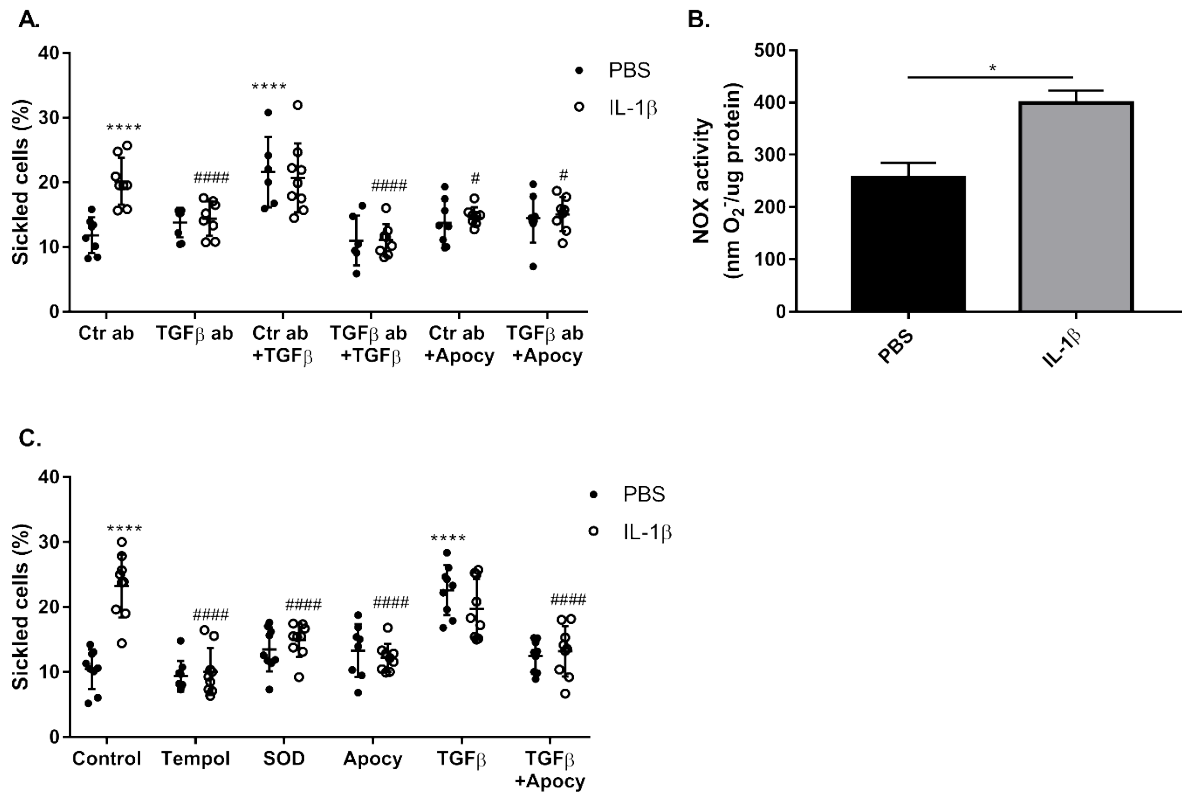 A.
40
30
20
10
0
Sickled cells (%)
****
####
****
####
#
#
PBS
IL-1β
Ctr ab
TGFβ ab
Ctr ab
+TGFβ
TGFβ ab
+TGFβ
Ctr ab
+Apocy
TGFβ ab
+Apocy
B.
500
400
300
200
100
0
NOX activity
(nm O₂⁻/ug protein)
*
PBS
IL-1β
C.
40
30
20
10
0
Sickled cells (%)
****
####
####
####
****
####
PBS
IL-1β
Control
Tempol
SOD
Apocy
TGFβ
TGFβ
+Apocy